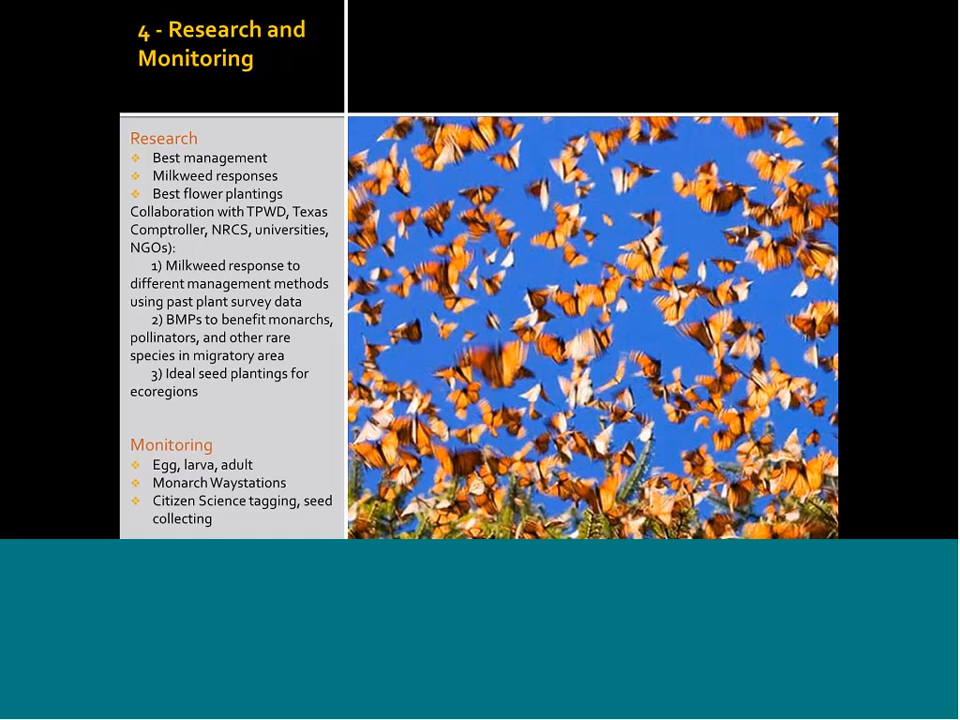 4 - Research and
Monitoring
Research
❖ Best management
❖ Milkweed responses
❖ Best flower plantings
Collaboration with TPWD, Texas
Comptroller, NRCS, universities,
NGOs):
1) Milkweed response to
different management methods
using past plant survey data
2) BMPs to benefit monarchs,
pollinators, and other rare
species in migratory area
3) Ideal seed plantings for
ecoregions
Monitoring
❖ Egg, larva, adult
❖ Monarch Waystations
❖ Citizen Science tagging, seed
collecting